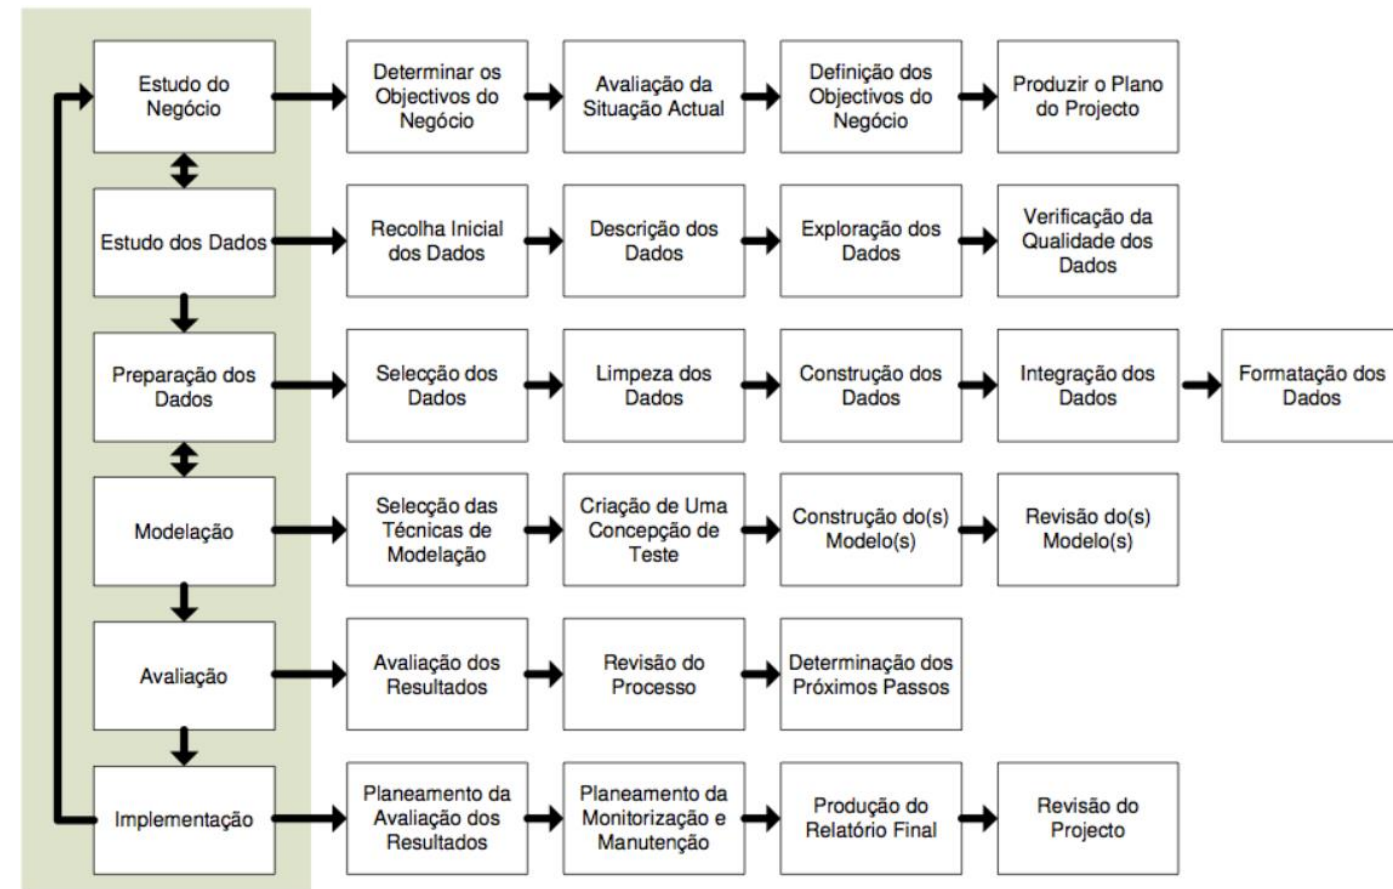 Estudo do
Negócio
Determinar os
Objectivos do
Negócio
Avaliação da
Situação Actual
Definição dos
Objectivos do
Negócio
Produzir o Plano
do Projecto
Estudo dos Dados
Recolha Inicial
dos Dados
Descrição dos
Dados
Exploração dos
Dados
Verificação da
Qualidade dos
Dados
Preparação dos
Dados
Selecção dos
Dados
Limpeza dos
Dados
Construção dos
Dados
Integração dos
Dados
Formatação dos
Dados
Modelação
Selecção das
Técnicas de
Modelação
Criação de Uma
Concepção de
Teste
Construção do(s)
Modelo(s)
Revisão do(s)
Modelo(s)
Avaliação
Avaliação dos
Resultados
Revisão do
Processo
Determinação dos
Próximos Passos
Implementação
Planeamento da
Avaliação dos
Resultados
Planeamento da
Monitorização e
Manutenção
Produção do
Relatório Final
Revisão do
Projecto